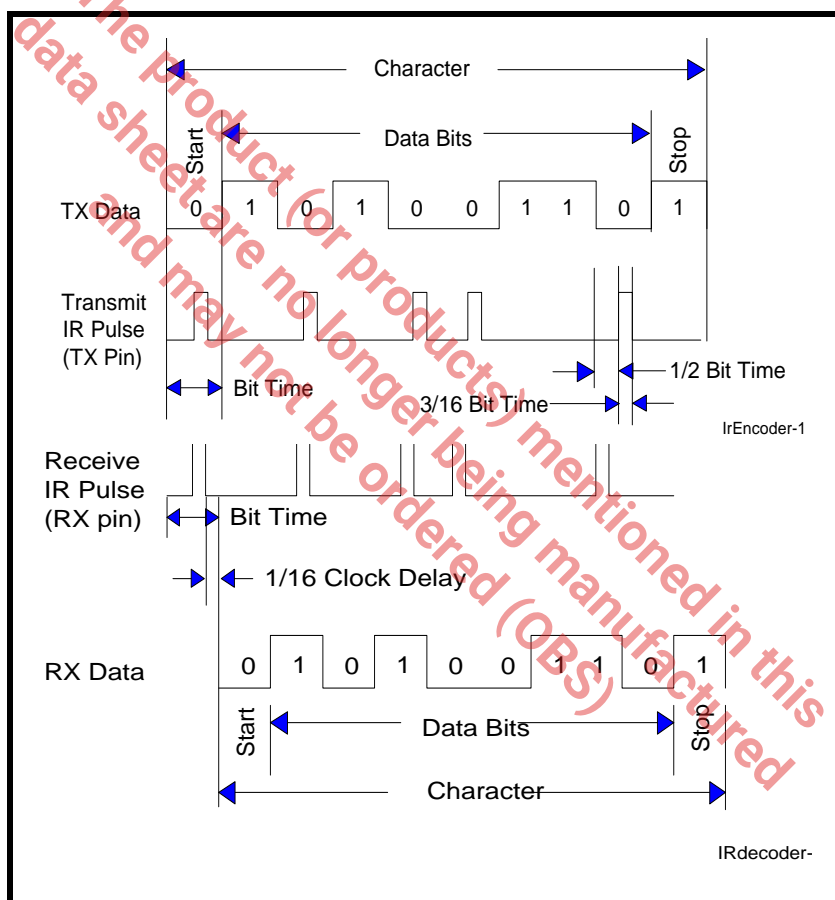 The product (or products) mentioned in this
data sheet are no longer being manufactured
and may not be ordered (OBS)
Character
Start
Data Bits
Stop
TX Data
0 1 0 1 0 0 1 1 0 1
Transmit
IR Pulse
(TX Pin)
Bit Time
1/2 Bit Time
3/16 Bit Time
IrEncoder-1
Receive
IR Pulse
(RX pin)
Bit Time
1/16 Clock Delay
RX Data
0 1 0 1 0 0 1 1 0 1
Start
Data Bits
Stop
Character
IRdecoder-